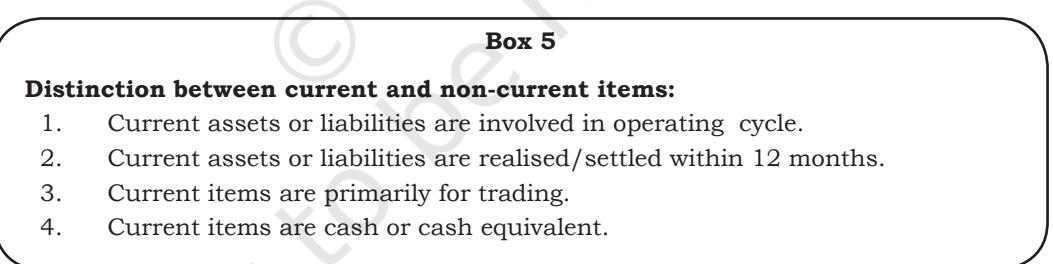 Box 5
Distinction between current and non-current items:
1. Current assets or liabilities are involved in operating cycle.
2. Current assets or liabilities are realised/settled within 12 months.
3. Current items are primarily for trading.
4. Current items are cash or cash equivalent.
©
to be